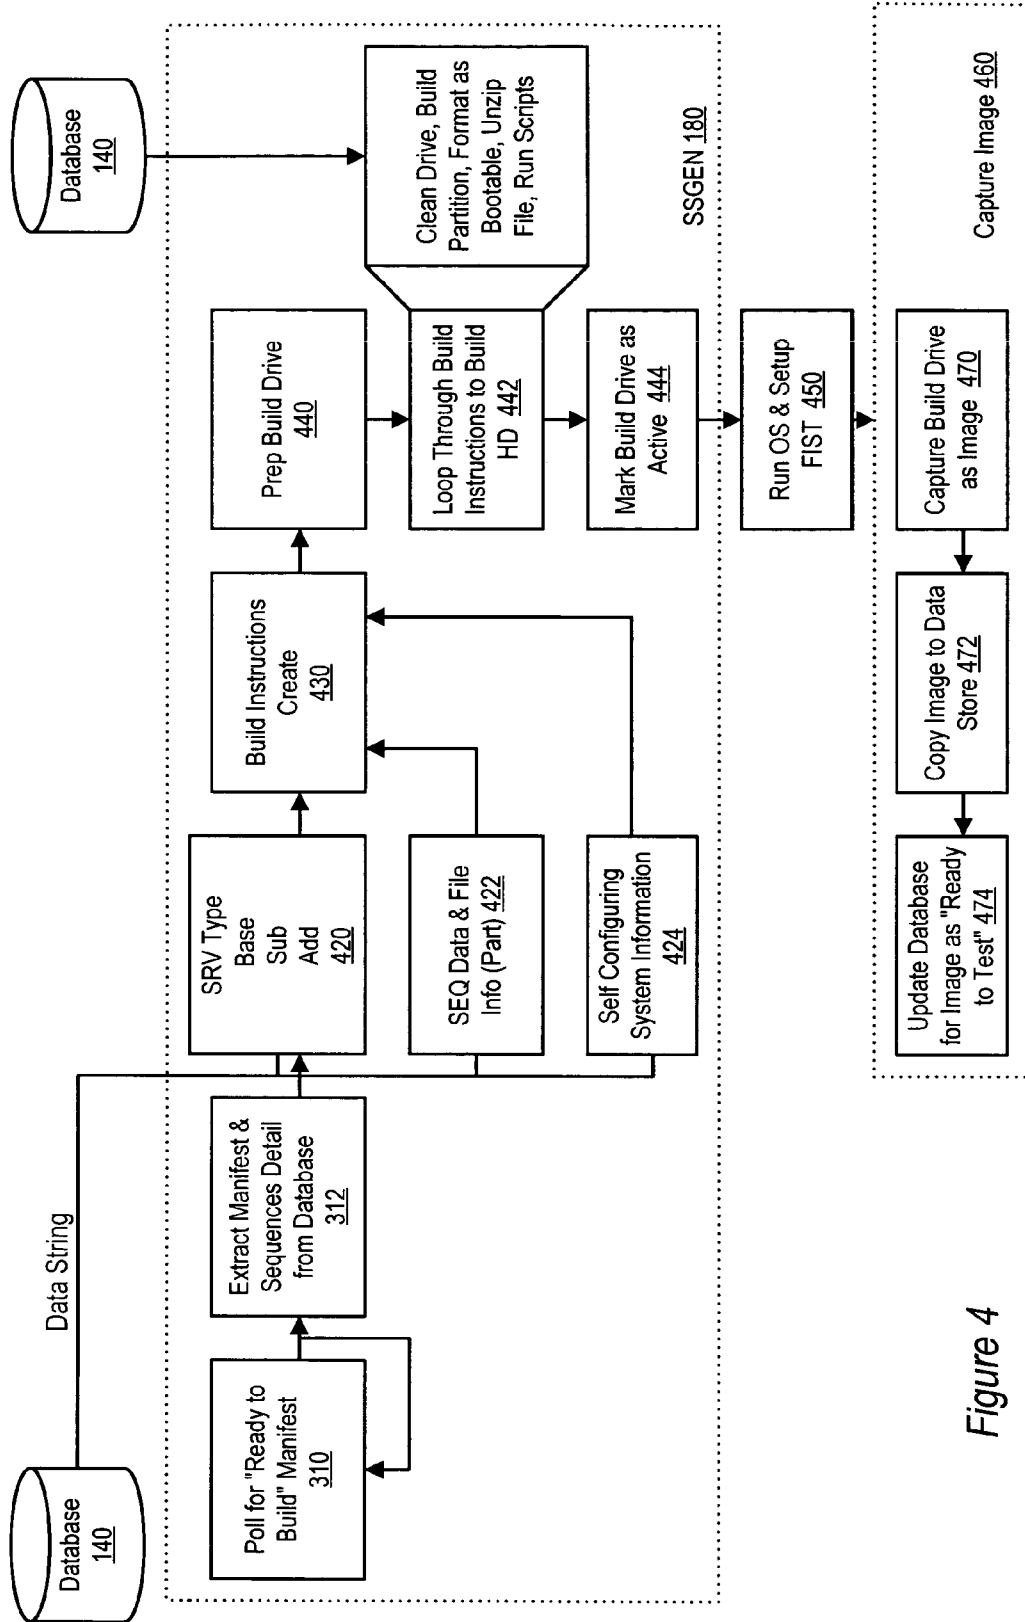 Database
140
Data String
Database
140
Poll for "Ready to
Build" Manifest
310
Extract Manifest &
Sequences Detail
from Database
312
SRV Type
Base
Sub
Add
420
SEQ Data & File
Info (Part) 422
Self Configuring
System Information
424
Build Instructions
Create
430
Prep Build Drive
440
Loop Through Build
Instructions to Build
HD 442
Clean Drive, Build
Partition, Format as
Bootable, Unzip
File, Run Scripts
Mark Build Drive as
Active 444
SSGEN 180
Run OS & Setup
FIST 450
Capture Build Drive
as Image 470
Copy Image to Data
Store 472
Update Database
for Image as "Ready
to Test" 474
Capture Image 460
Figure 4